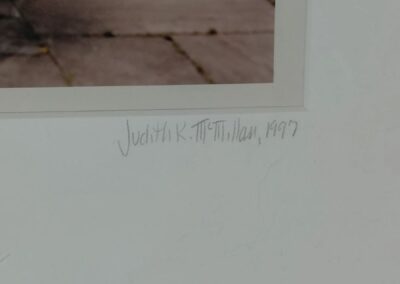 Judith K. McMillan, 1997